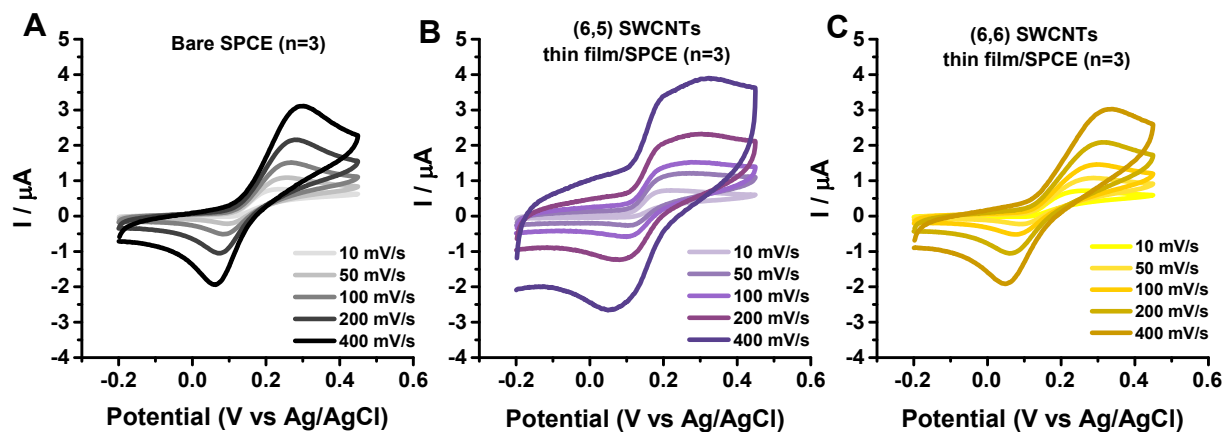 A
Bare SPCE (n=3)
I / µA
5
4
3
2
1
0
-1
-2
-3
-4
10 mV/s
50 mV/s
100 mV/s
200 mV/s
400 mV/s
-0.2
0.0
0.2
0.4
0.6
Potential (V vs Ag/AgCl)
B
(6,5) SWCNTs
thin film/SPCE (n=3)
I / µA
5
4
3
2
1
0
-1
-2
-3
-4
10 mV/s
50 mV/s
100 mV/s
200 mV/s
400 mV/s
-0.2
0.0
0.2
0.4
0.6
Potential (V vs Ag/AgCl)
C
(6,6) SWCNTs
thin film/SPCE (n=3)
I / µA
5
4
3
2
1
0
-1
-2
-3
-4
10 mV/s
50 mV/s
100 mV/s
200 mV/s
400 mV/s
-0.2
0.0
0.2
0.4
0.6
Potential (V vs Ag/AgCl)